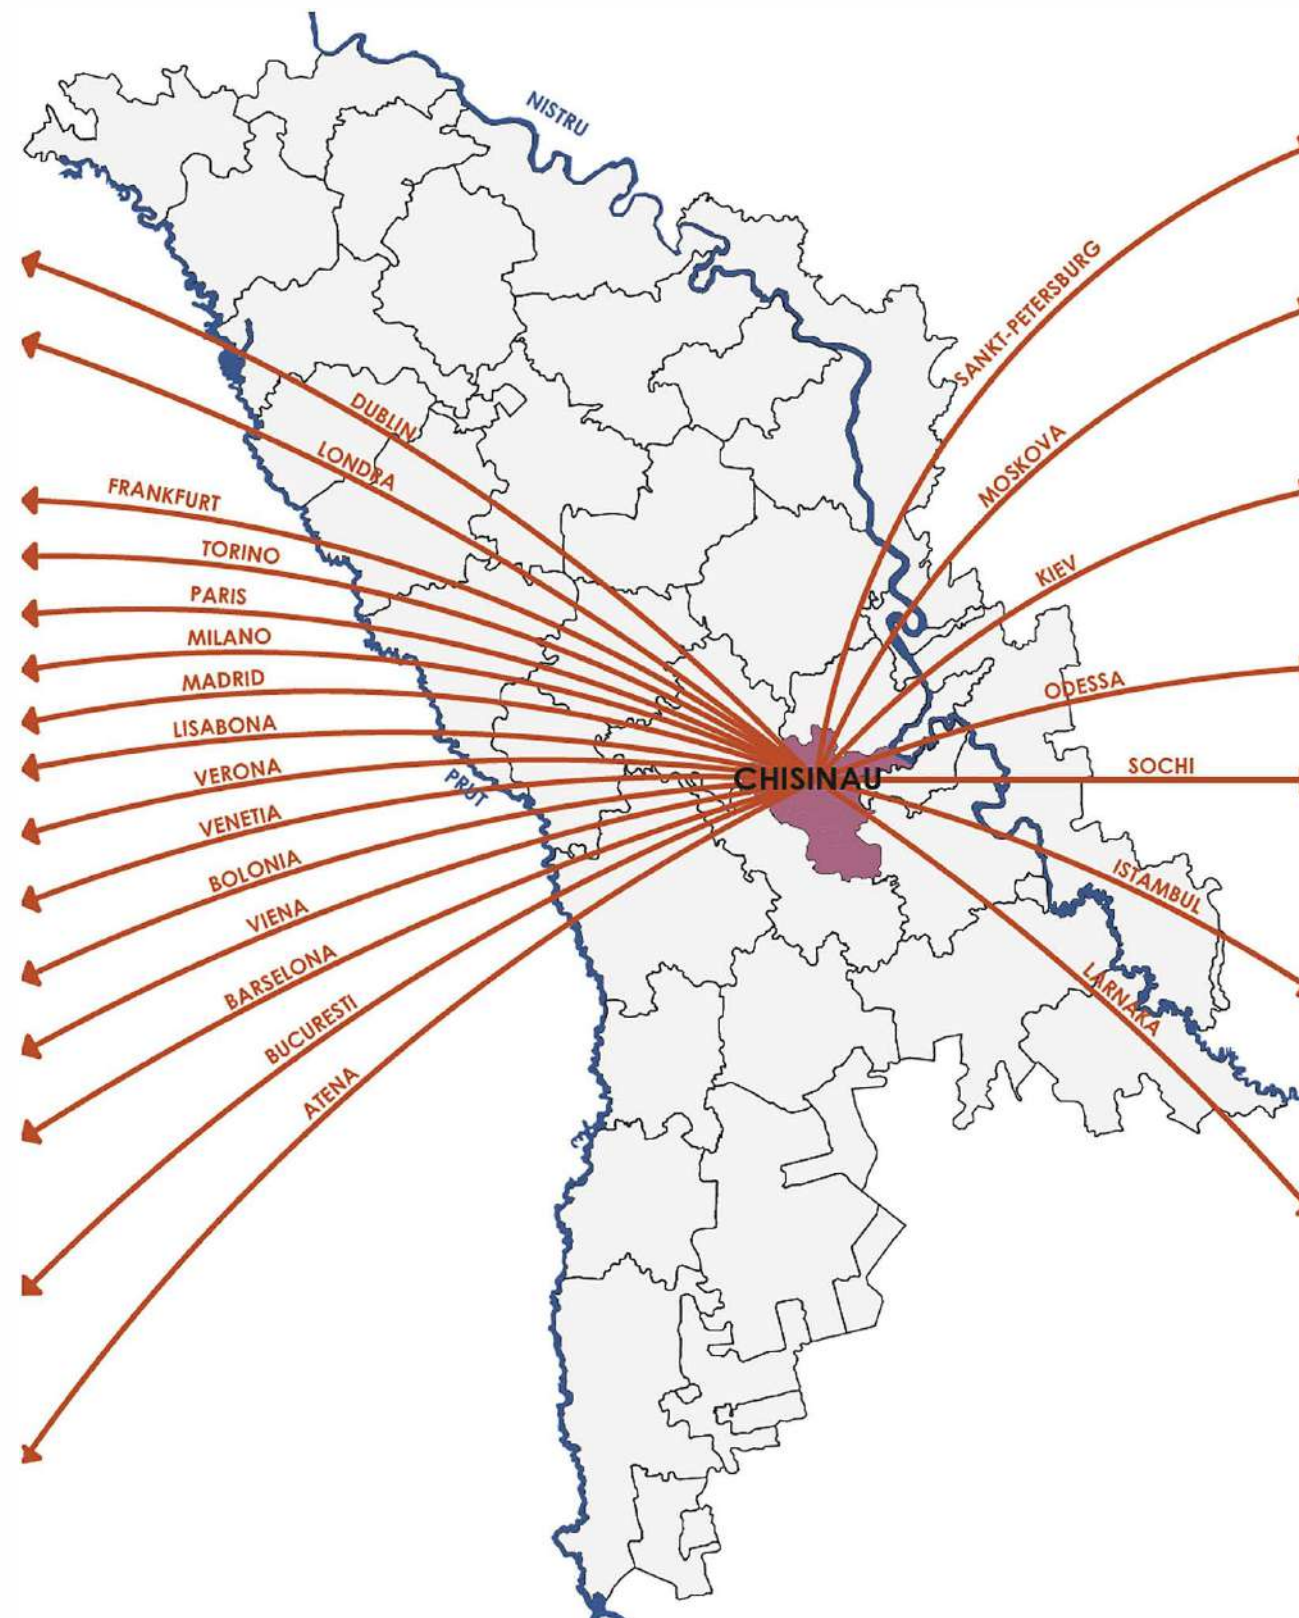 NISTRU
SANKT-PETERSBURG
MOSKOVA
DUBLIN
LONDRA
FRANKFURT
TORINO
KIEV
PARIS
MILANO
MADRID
ODESSA
LISABONA
VERONA
PRUT
CHISINAU
SOCHI
VENETIA
BOLONIA
VIENA
ISTAMBUL
BARSELONA
LARNAKA
BUCURESTI
ATENA